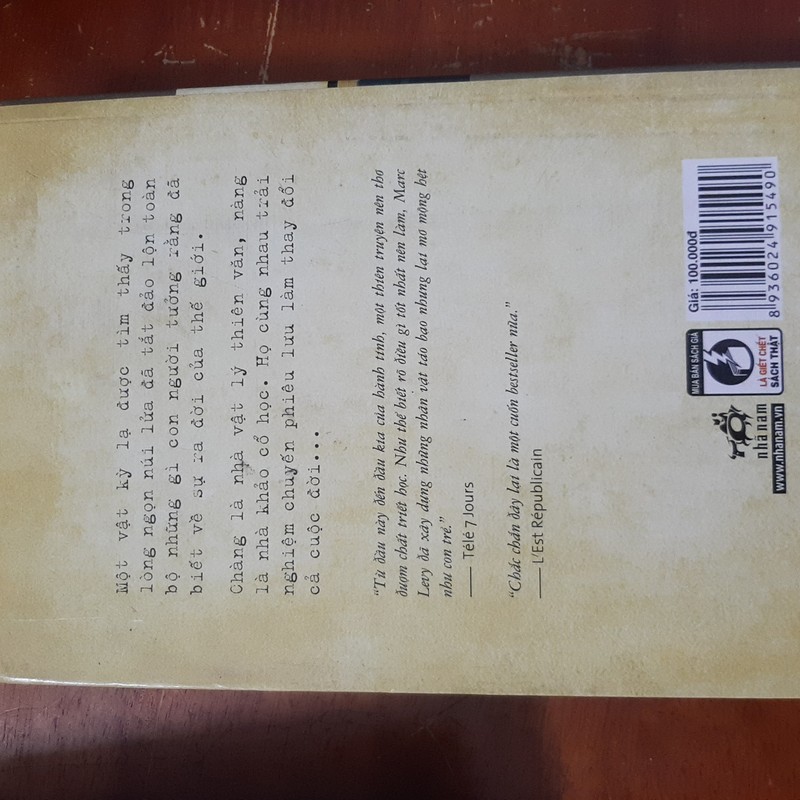 Một vật kỳ lạ được tìm thấy trong
lòng ngọn núi lửa đã tắt đảo lộn toàn
bộ những gì con người tưởng rằng đã
biết về sự ra đời của thế giới.
Chàng là nhà vật lý thiên văn, nàng
là nhà khảo cổ học. Họ cùng nhau trải
nghiệm chuyến phiêu lưu làm thay đổi
cả cuộc đời...
“Từ đầu này đến đầu kia của hành tinh, một thiên truyện nên thơ
đượm chất triết học. Như thể biết rõ điều gì tốt nhất nên làm, Marc
Levy đã xây dựng những nhân vật táo bạo nhưng lại mơ mộng hệt
như con trẻ.”
—— Télé 7 Jours
“Chắc chắn đây lại là một cuốn bestseller nữa.”
—— L'Est Républicain
MUA BÁN SÁCH GIẢ
LÀ GIẾT CHẾT
SÁCH THẬT
nhã nam
www.nhanam.vn
Giá: 100.000đ
8 936024 915490